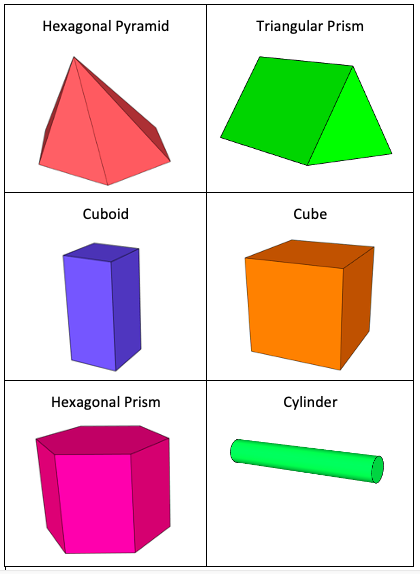 Hexagonal Pyramid
Triangular Prism
Cuboid
Cube
Hexagonal Prism
Cylinder